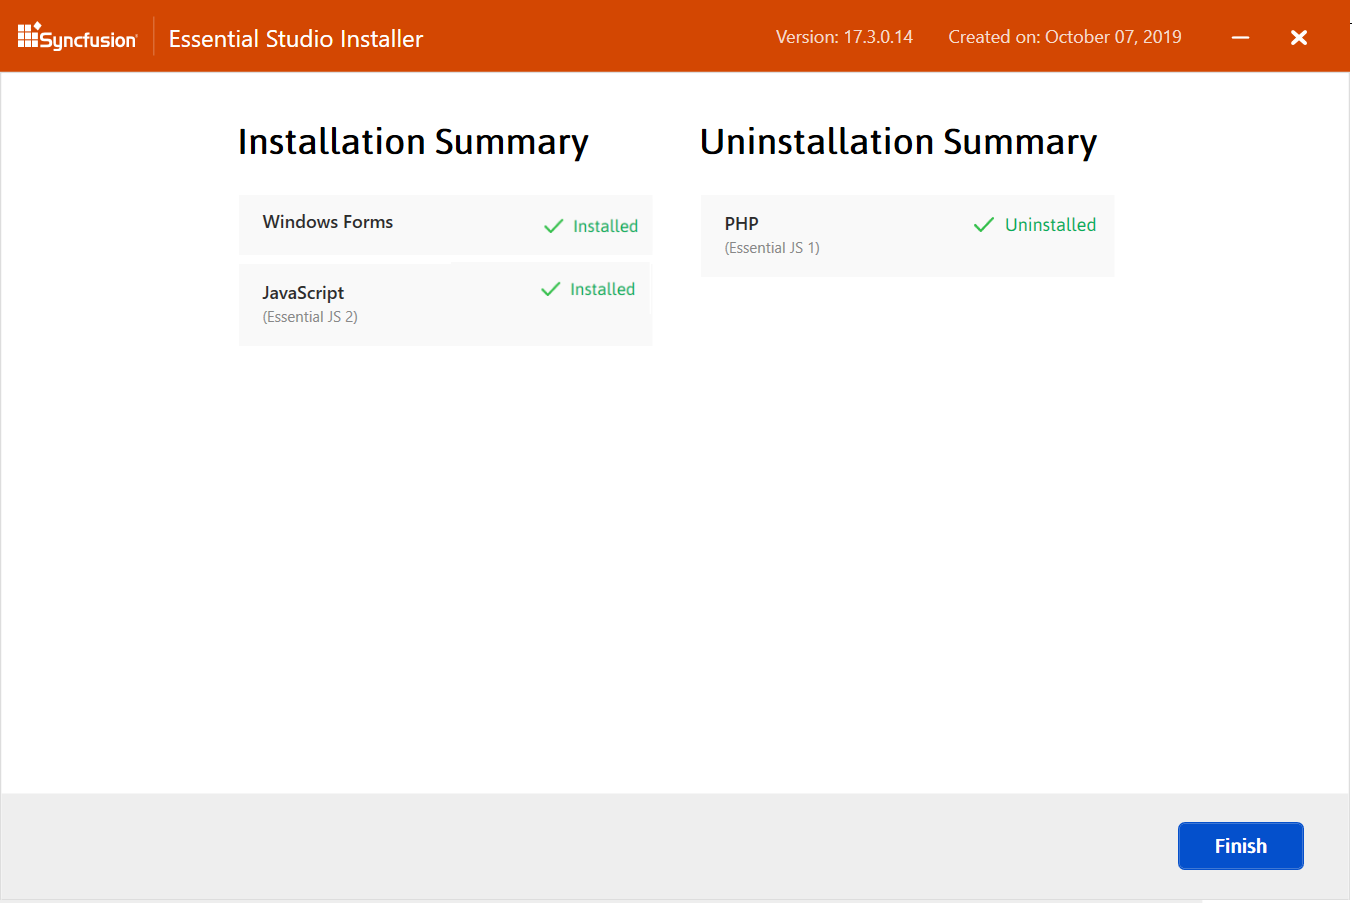 Syncfusion
Essential Studio Installer
Version: 17.3.0.14
Created on: October 07, 2019
Installation Summary
Windows Forms
Installed
JavaScript
(Essential JS 2)
Installed
Uninstallation Summary
PHP
(Essential JS 1)
Uninstalled
Finish